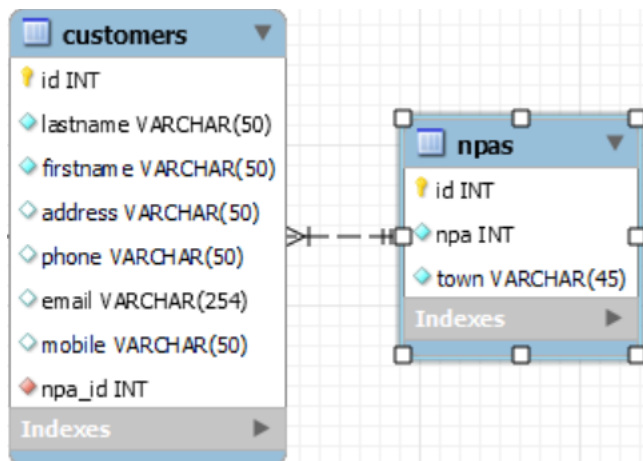 customers
id INT
lastname VARCHAR(50)
firstname VARCHAR(50)
address VARCHAR(50)
phone VARCHAR(50)
email VARCHAR(254)
mobile VARCHAR(50)
npa_id INT
Indexes
npas
id INT
npa INT
town VARCHAR(45)
Indexes